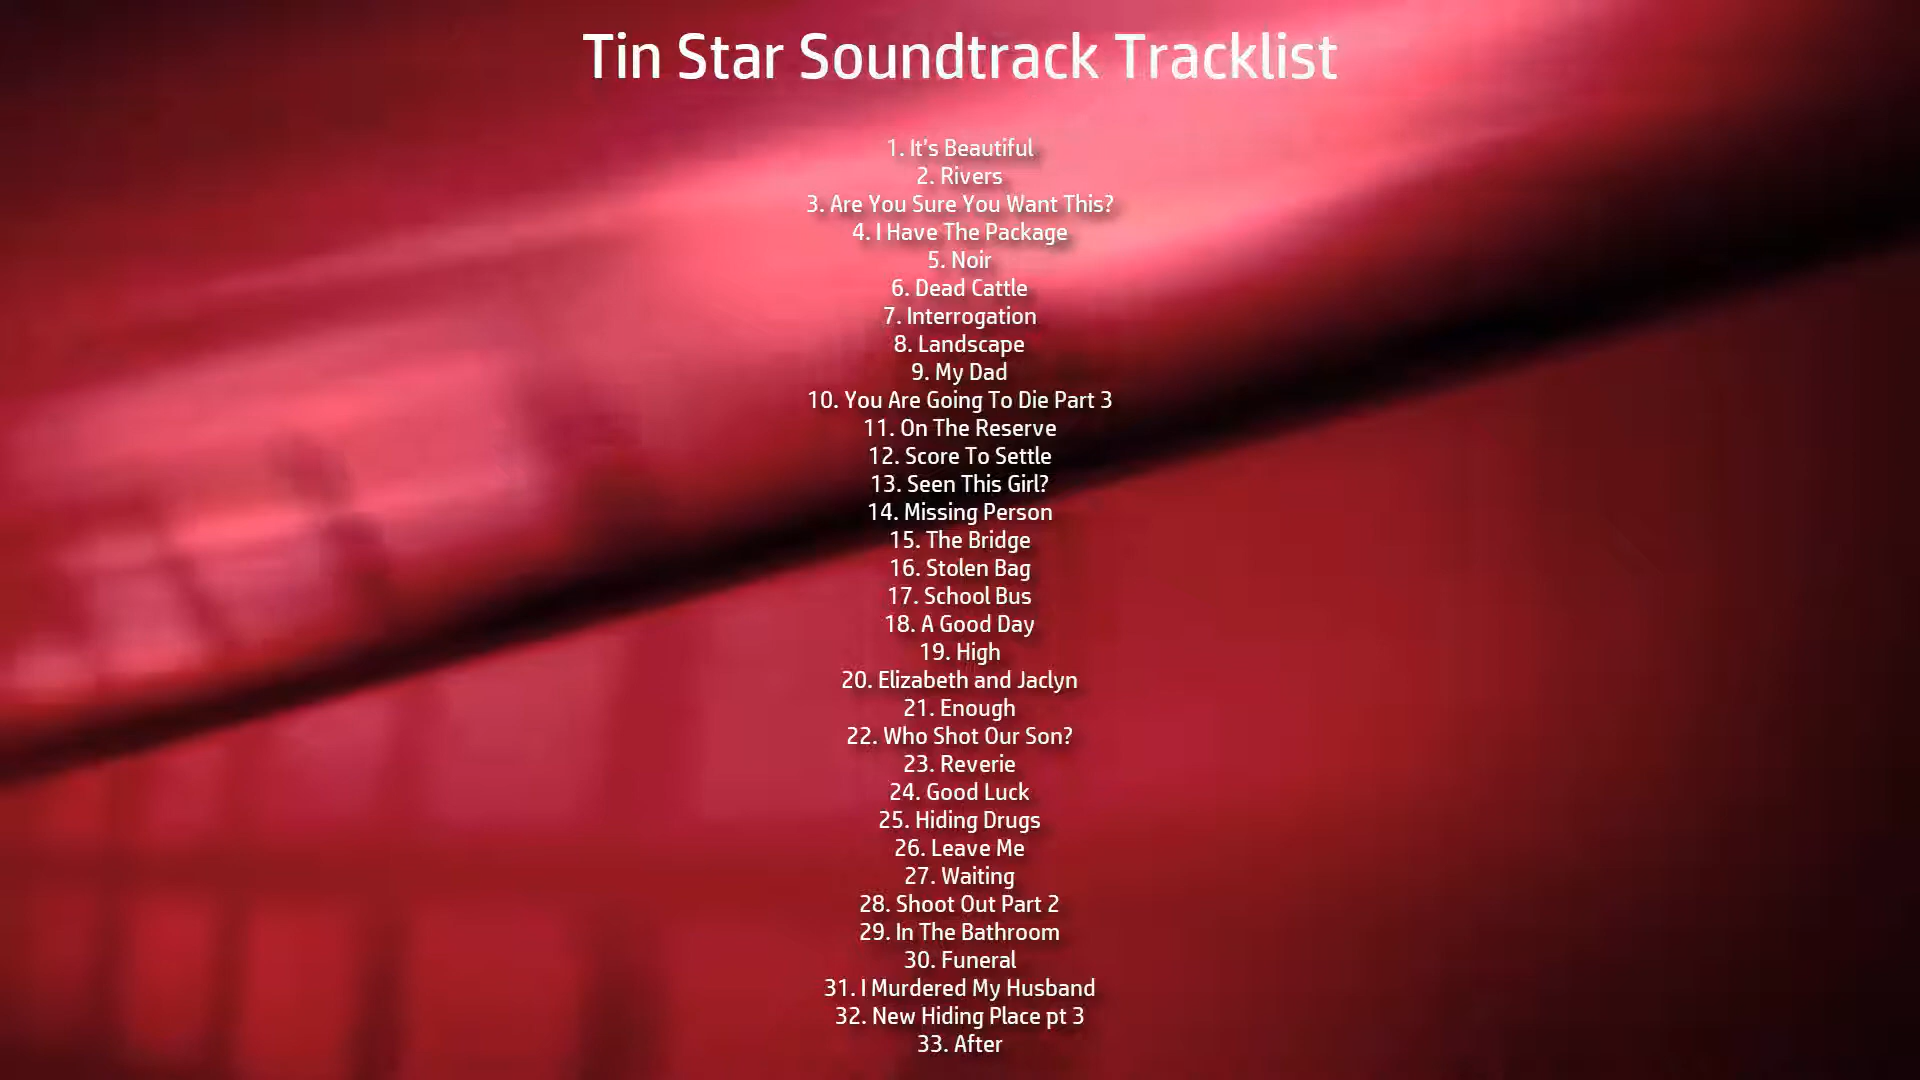 Tin Star Soundtrack Tracklist
1. It's Beautiful
2. Rivers
3. Are You Sure You Want This?
4. I Have The Package
5. Noir
6. Dead Cattle
7. Interrogation
8. Landscape
9. My Dad
10. You Are Going To Die Part 3
11. On The Reserve
12. Score To Settle
13. Seen This Girl?
14. Missing Person
15. The Bridge
16. Stolen Bag
17. School Bus
18. A Good Day
19. High
20. Elizabeth and Jaclyn
21. Enough
22. Who Shot Our Son?
23. Reverie
24. Good Luck
25. Hiding Drugs
26. Leave Me
27. Waiting
28. Shoot Out Part 2
29. In The Bathroom
30. Funeral
31. I Murdered My Husband
32. New Hiding Place pt 3
33. After